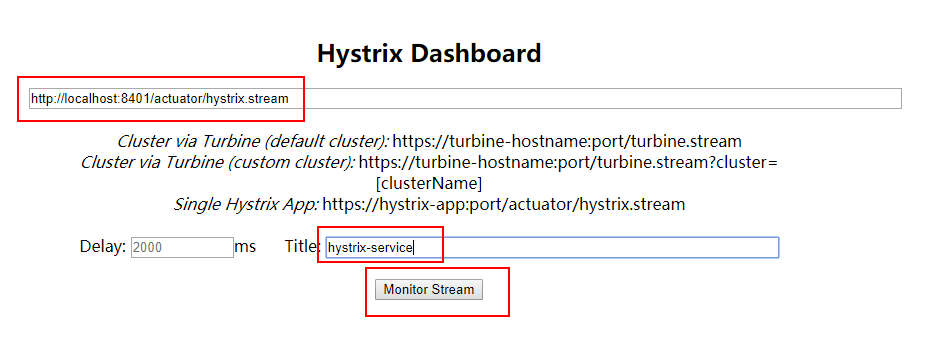 Hystrix Dashboard
http://localhost:8401/actuator/hystrix.stream
Cluster via Turbine (default cluster): https://turbine-hostname:port/turbine.stream
Cluster via Turbine (custom cluster): https://turbine-hostname:port/turbine.stream?cluster=
[clusterName]
Single Hystrix App: https://hystrix-app:port/actuator/hystrix.stream
Delay: 2000 ms Title: hystrix-service
Monitor Stream